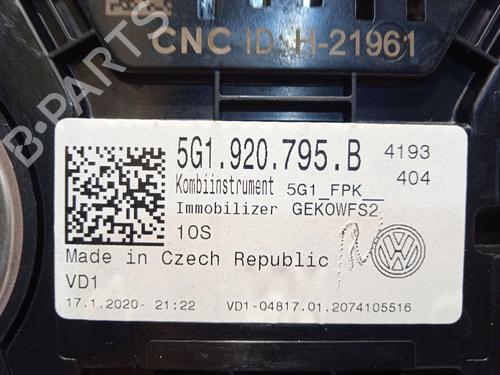 CNC ID H-21961
B-PARTS
5G1.920.795.B 4193
Kombiinstrument 5G1_FPK_ 404
Immobilizer GEKOWFS2
10S
Made in Czech Republic
VD1
17.1.2020- 21:22 VD1-04817.01.2074105516